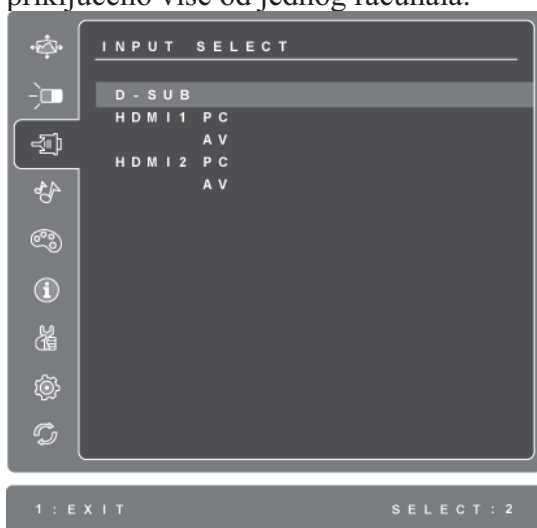 priključeno više od jednog računala.
INPUT SELECT
D-SUB
HDMI1 PC
AV
HDMI2 PC
AV
1:EXIT SELECT:2